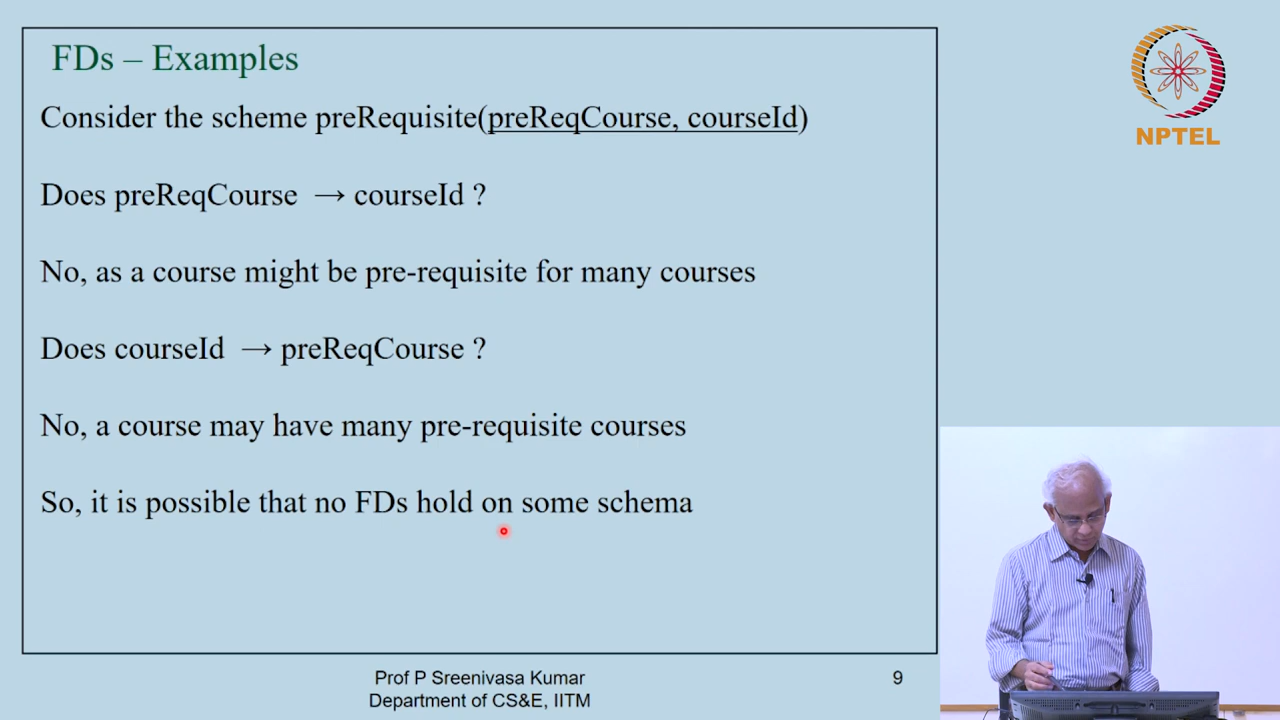 FDs – Examples
Consider the scheme preRequisite(preReqCourse, courseId)
Does preReqCourse → courseId ?
No, as a course might be pre-requisite for many courses
Does courseId → preReqCourse ?
No, a course may have many pre-requisite courses
So, it is possible that no FDs hold on some schema
Prof P Sreenivasa Kumar
Department of CS&E, IITM
9
NPTEL